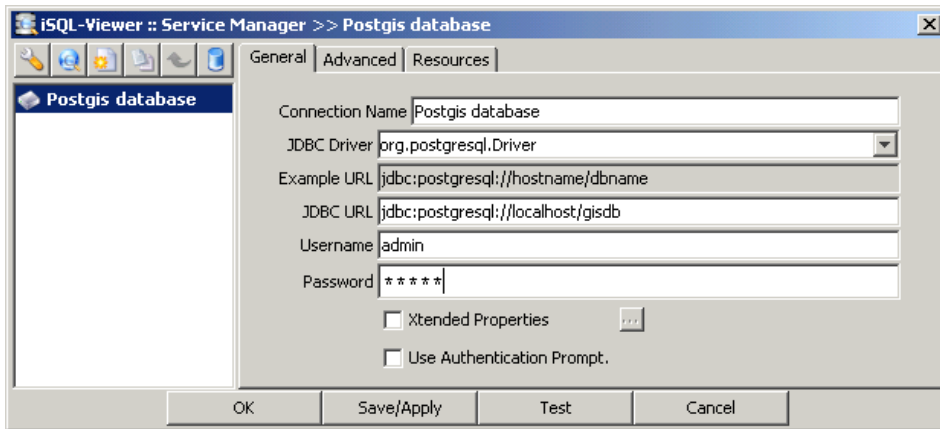 iSQL-Viewer :: Service Manager >> Postgis database
General Advanced Resources
Postgis database
Connection Name Postgis database
JDBC Driver org.postgresql.Driver
Example URL jdbc:postgresql://hostname/dbname
JDBC URL jdbc:postgresql://localhost/gisdb
Username admin
Password *****
Xtended Properties ...
Use Authentication Prompt.
OK Save/Apply Test Cancel